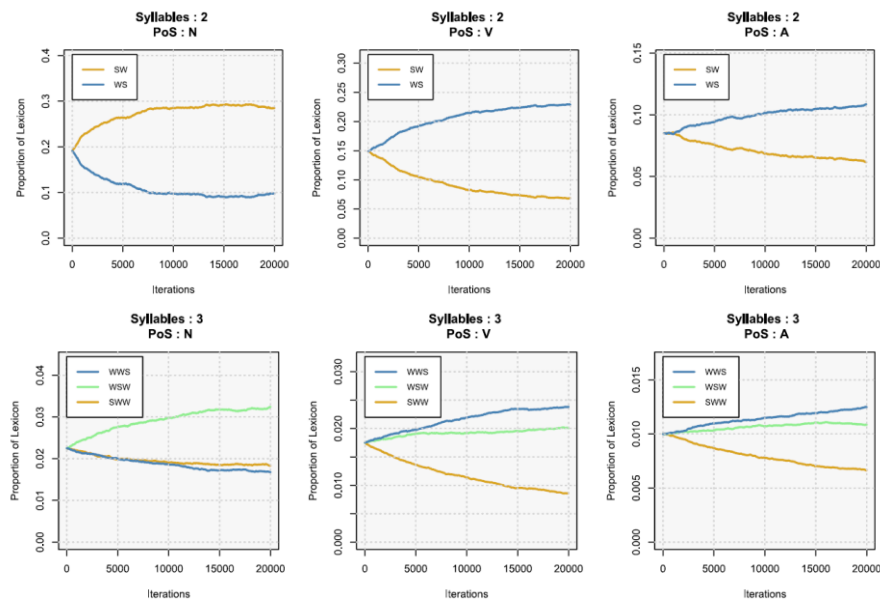 Syllables : 2
PoS : N
Proportion of Lexicon
0.4
0.3
0.2
0.1
0.0
SW
WS
0 5000 10000 15000 20000
Iterations
Syllables : 2
PoS : V
Proportion of Lexicon
0.30
0.25
0.20
0.15
0.10
0.05
0.00
SW
WS
0 5000 10000 15000 20000
Iterations
Syllables : 2
PoS : A
Proportion of Lexicon
0.15
0.10
0.05
0.00
SW
WS
0 5000 10000 15000 20000
Iterations
Syllables : 3
PoS : N
Proportion of Lexicon
0.04
0.03
0.02
0.01
0.00
WWS
WSW
SWW
0 5000 10000 15000 20000
Iterations
Syllables : 3
PoS : V
Proportion of Lexicon
0.030
0.020
0.010
0.000
WWS
WSW
SWW
0 5000 10000 15000 20000
Iterations
Syllables : 3
PoS : A
Proportion of Lexicon
0.015
0.010
0.005
0.000
WWS
WSW
SWW
0 5000 10000 15000 20000
Iterations